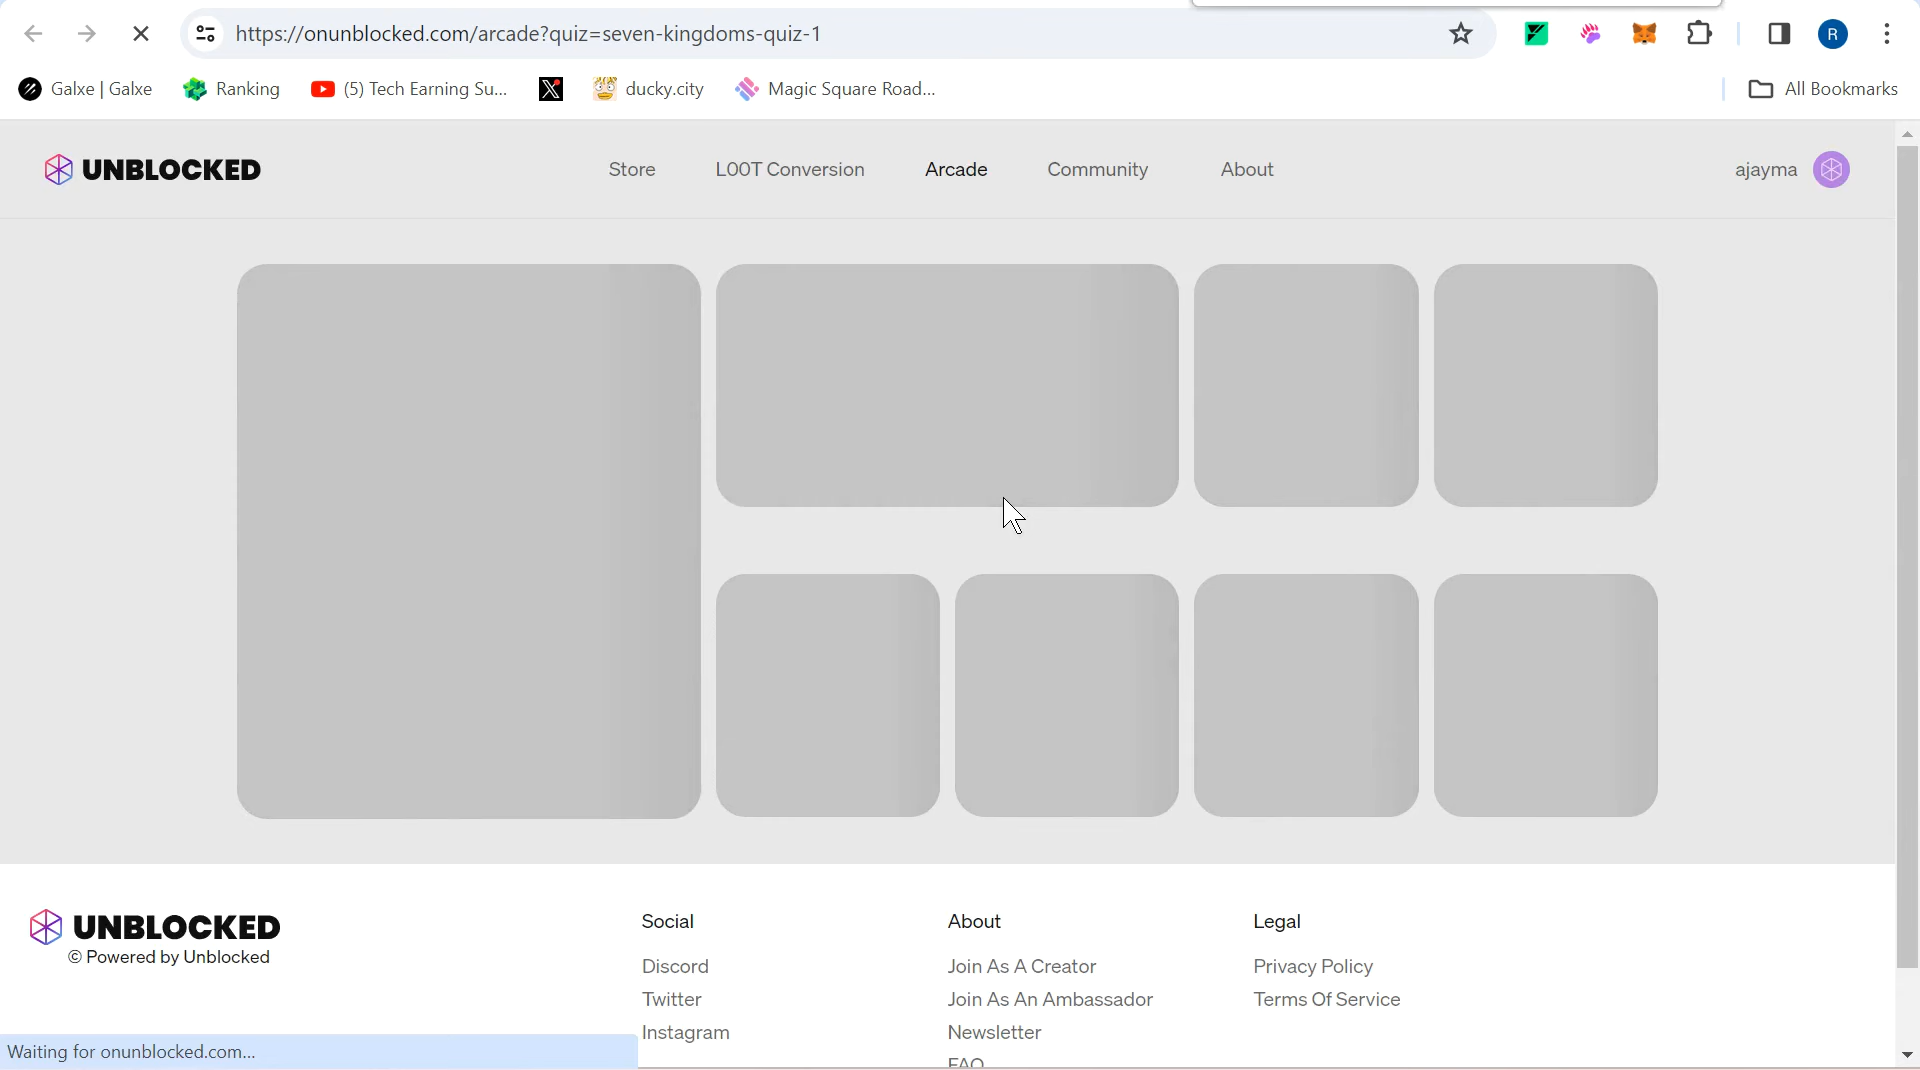 https://onunblocked.com/arcade?quiz=seven-kingdoms-quiz-1
R
Galxe | Galxe
Ranking
(5) Tech Earning Su...
ducky.city
Magic Square Road...
All Bookmarks
UNBLOCKED
Store
L00T Conversion
Arcade
Community
About
ajayma
UNBLOCKED
© Powered by Unblocked
Social
Discord
Twitter
Instagram
About
Join As A Creator
Join As An Ambassador
Newsletter
FAQ
Legal
Privacy Policy
Terms Of Service
Waiting for onunblocked.com...